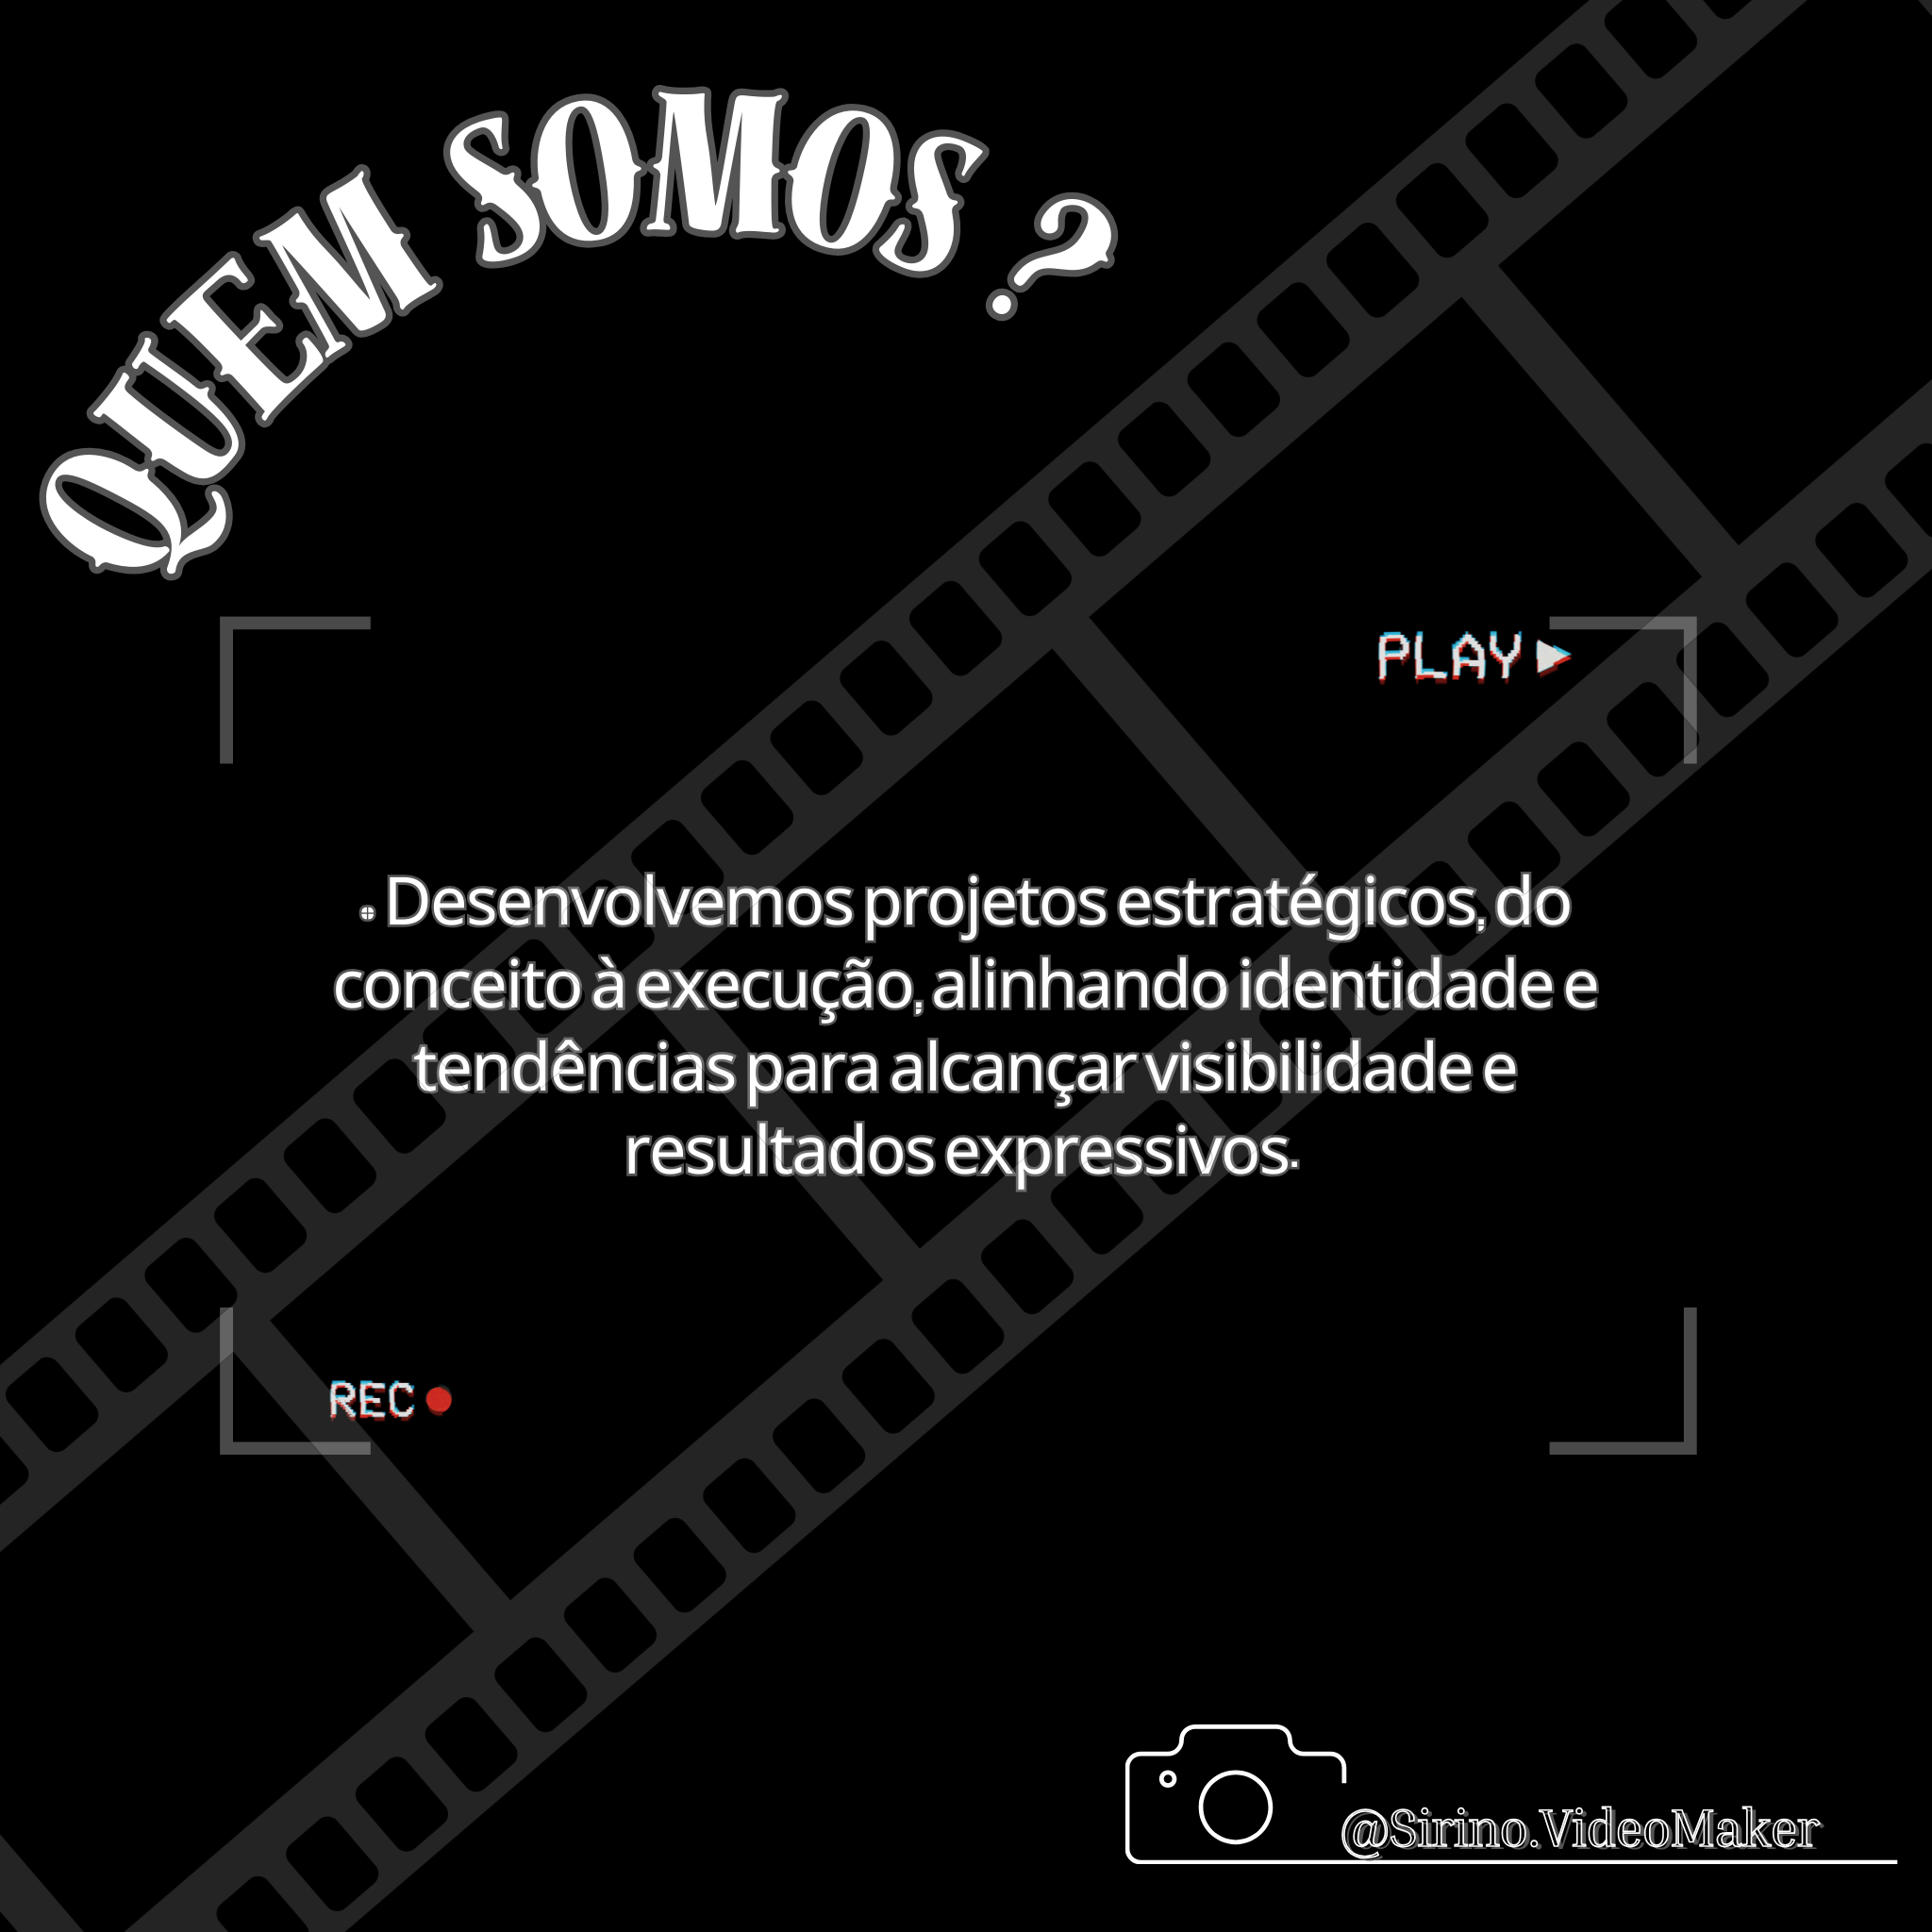 QUEM SOMOS ?
PLAY
• Desenvolvemos projetos estratégicos, do
conceito à execução, alinhando identidade e
tendências para alcançar visibilidade e
resultados expressivos.
REC
@Sirino.VideoMaker